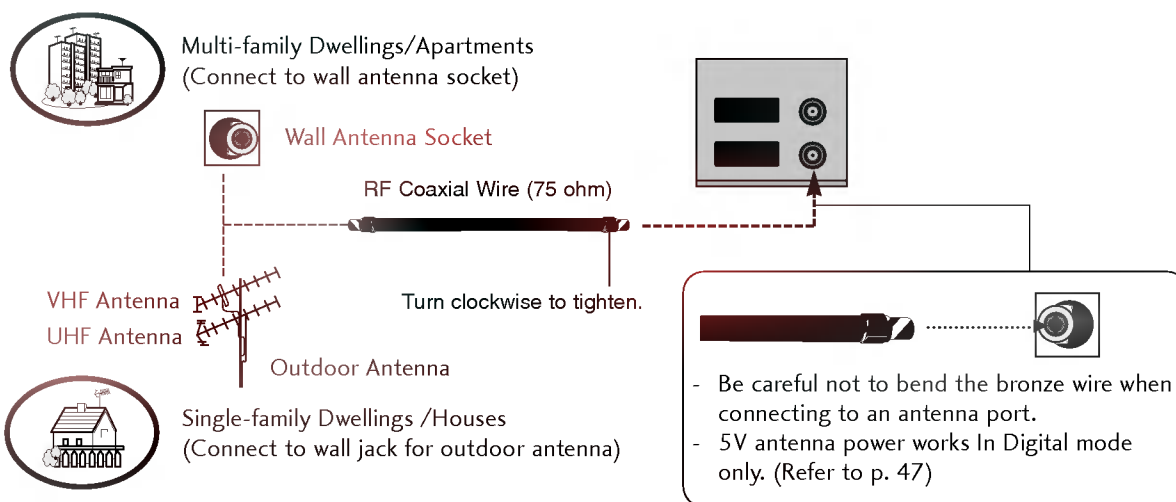 Multi-family Dwellings/Apartments
(Connect to wall antenna socket)
Wall Antenna Socket
RF Coaxial Wire (75 ohm)
VHF Antenna
UHF Antenna
Turn clockwise to tighten.
Outdoor Antenna
Single-family Dwellings /Houses
(Connect to wall jack for outdoor antenna)
- Be careful not to bend the bronze wire when
connecting to an antenna port.
- 5V antenna power works In Digital mode
only. (Refer to p. 47)